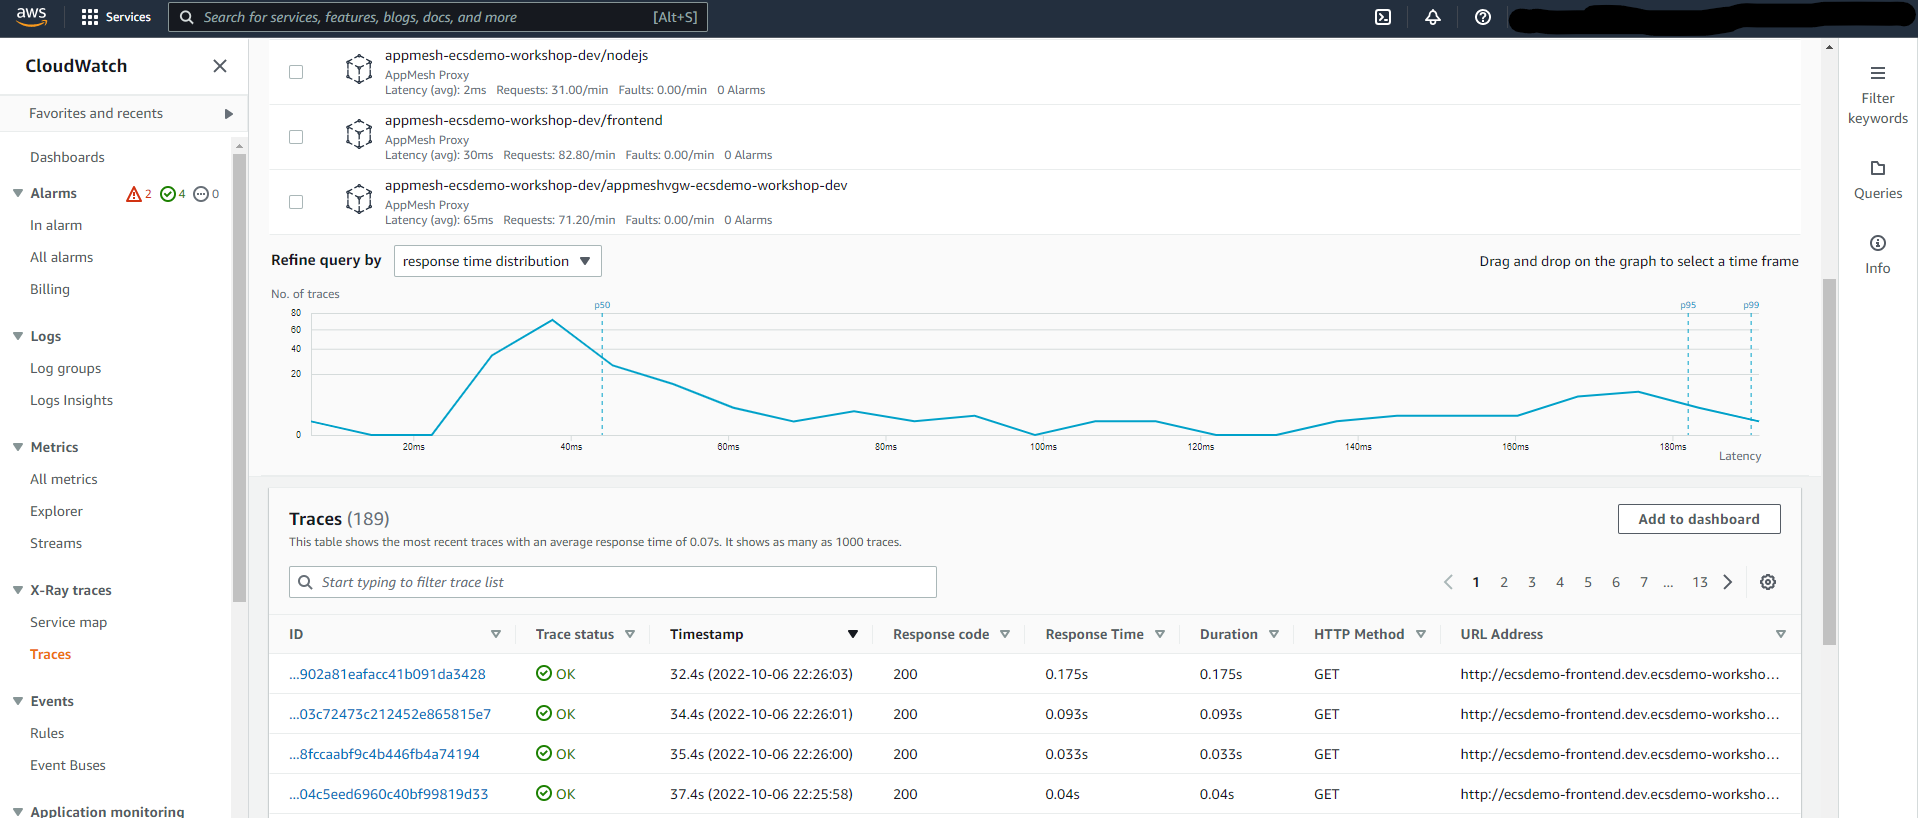 aws Services Search for services, features, blogs, docs, and more [Alt+S]
CloudWatch
Favorites and recents
Dashboards
Alarms 2 4 0
In alarm
All alarms
Billing
Logs
Log groups
Logs Insights
Metrics
All metrics
Explorer
Streams
X-Ray traces
Service map
Traces
Events
Rules
Event Buses
Application monitoring
appmesh-ecsdemo-workshop-dev/nodejs
AppMesh Proxy
Latency (avg): 2ms Requests: 31.00/min Faults: 0.00/min 0 Alarms
appmesh-ecsdemo-workshop-dev/frontend
AppMesh Proxy
Latency (avg): 30ms Requests: 82.80/min Faults: 0.00/min 0 Alarms
appmesh-ecsdemo-workshop-dev/appmeshvgw-ecsdemo-workshop-dev
AppMesh Proxy
Latency (avg): 65ms Requests: 71.20/min Faults: 0.00/min 0 Alarms
Refine query by response time distribution Drag and drop on the graph to select a time frame
No. of traces
p50 p95 p99
80
60
40
20
0
20ms 40ms 60ms 80ms 100ms 120ms 140ms 160ms 180ms
Latency
Traces (189) Add to dashboard
This table shows the most recent traces with an average response time of 0.07s. It shows as many as 1000 traces.
Start typing to filter trace list 1 2 3 4 5 6 7 ... 13
ID Trace status Timestamp Response code Response Time Duration HTTP Method URL Address
...902a81eafacc41b091da3428 OK 32.4s (2022-10-06 22:26:03) 200 0.175s 0.175s GET http://ecsdemo-frontend.dev.ecsdemo-worksho...
...03c72473c212452e865815e7 OK 34.4s (2022-10-06 22:26:01) 200 0.093s 0.093s GET http://ecsdemo-frontend.dev.ecsdemo-worksho...
...8fccaabf9c4b446fb4a74194 OK 35.4s (2022-10-06 22:26:00) 200 0.033s 0.033s GET http://ecsdemo-frontend.dev.ecsdemo-worksho...
...04c5eed6960c40bf99819d33 OK 37.4s (2022-10-06 22:25:58) 200 0.04s 0.04s GET http://ecsdemo-frontend.dev.ecsdemo-worksho...
Filter
keywords
Queries
Info